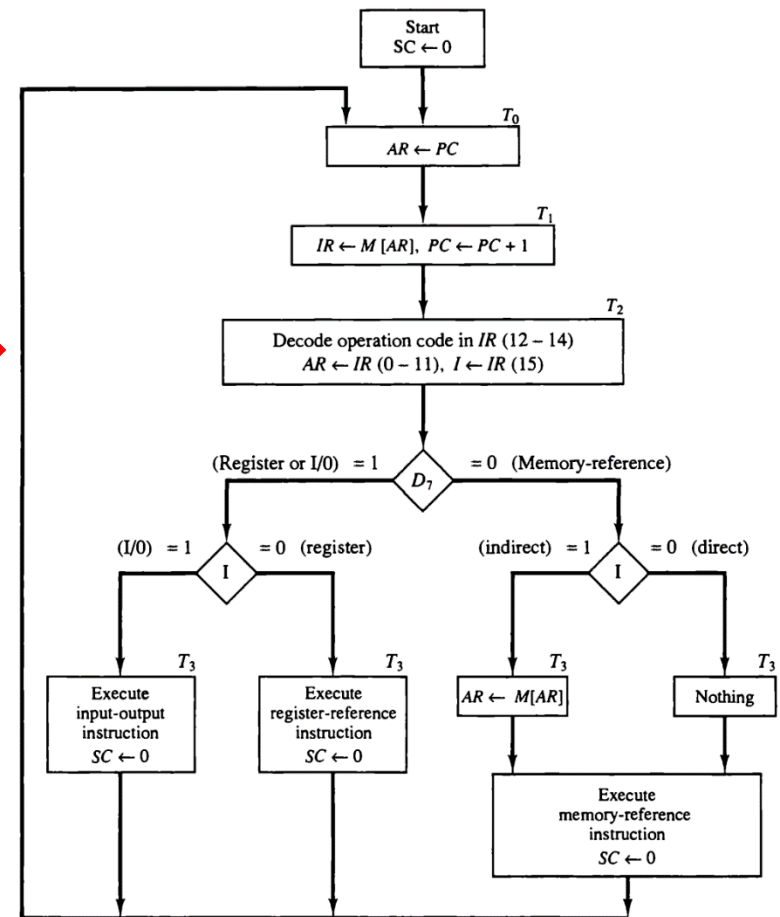 Start
SC ← 0
T₀
AR ← PC
T₁
IR ← M [AR], PC ← PC + 1
T₂
Decode operation code in IR (12 – 14)
AR ← IR (0 – 11), I ← IR (15)
(Register or I/0) = 1
D₇
= 0 (Memory-reference)
(I/0) = 1
I
= 0 (register)
(indirect) = 1
I
= 0 (direct)
T₃
T₃
T₃
T₃
Execute
input-output
instruction
SC ← 0
Execute
register-reference
instruction
SC ← 0
AR ← M[AR]
Nothing
Execute
memory-reference
instruction
SC ← 0